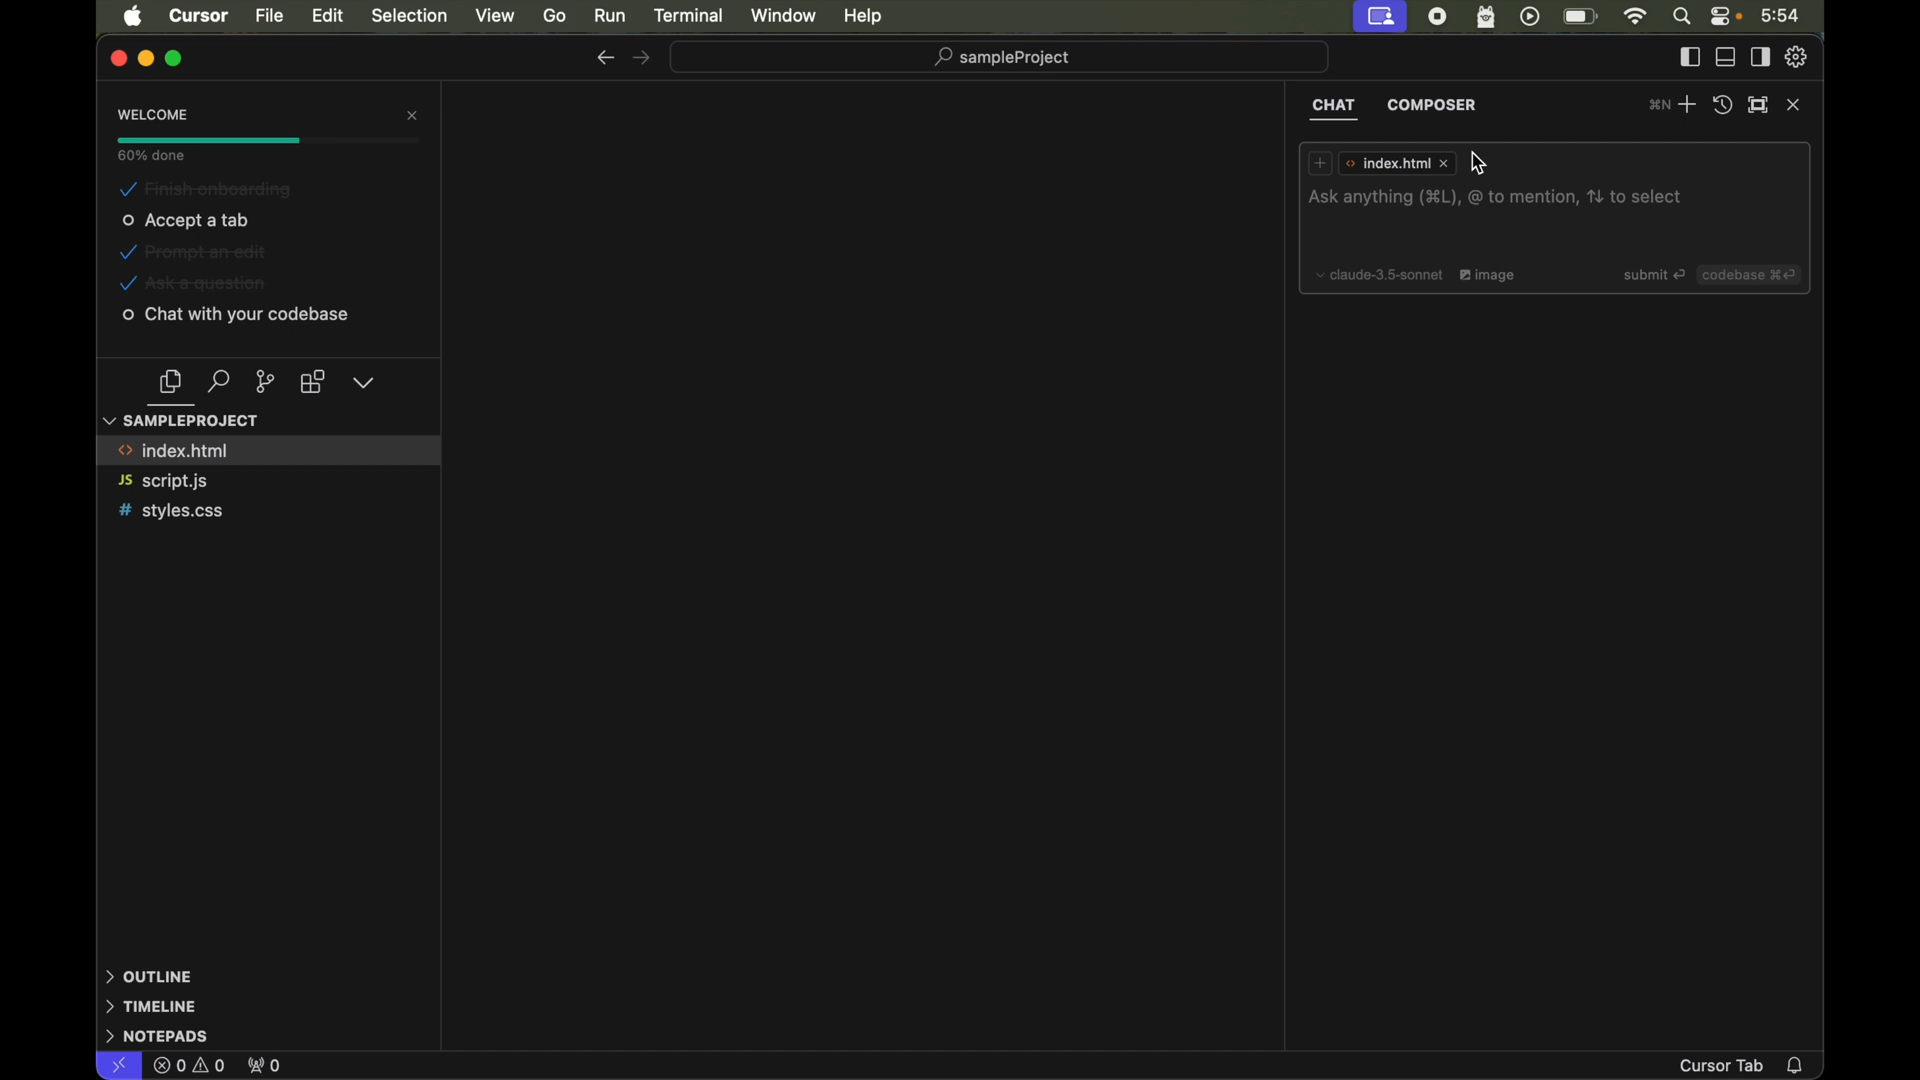 Cursor File Edit Selection View Go Run Terminal Window Help 5:54
sampleProject
WELCOME
60% done
Finish onboarding
Accept a tab
Prompt an edit
Ask a question
Chat with your codebase
SAMPLEPROJECT
index.html
JS script.js
# styles.css
OUTLINE
TIMELINE
NOTEPADS
0 0 0
CHAT COMPOSER ⌘N
index.html
Ask anything (⌘L), @ to mention, ↑↓ to select
claude-3.5-sonnet image submit ⏎ codebase ⌘⏎
Cursor Tab